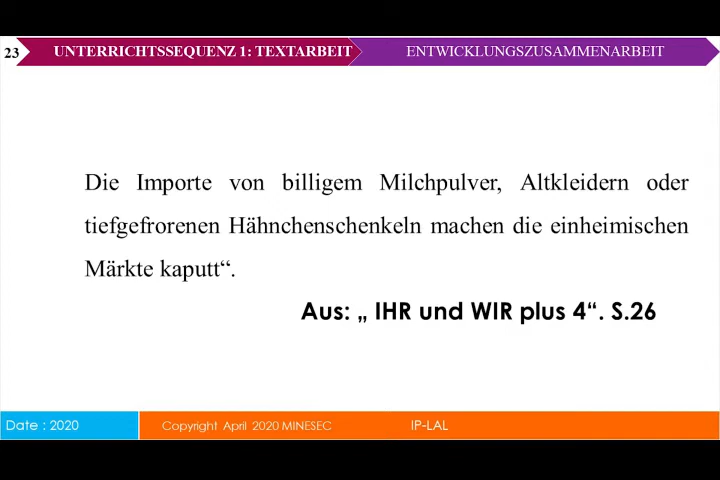 23
UNTERRICHTSSEQUENZ 1: TEXTARBEIT
ENTWICKLUNGSZUSAMMENARBEIT
Die Importe von billigem Milchpulver, Altkleidern oder
tiefgefrorenen Hähnchenschenkeln machen die einheimischen
Märkte kaputt“.
Aus: „ IHR und WIR plus 4“. S.26
Date : 2020
Copyright April 2020 MINESEC
IP-LAL